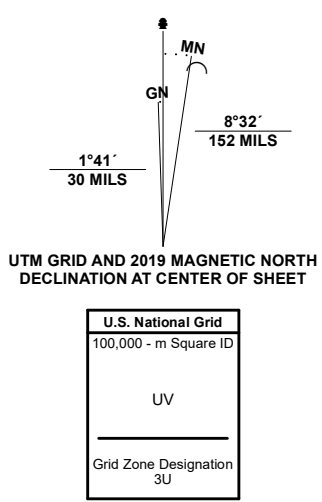 MN
GN
8°32´
152 MILS
1°41´
30 MILS
UTM GRID AND 2019 MAGNETIC NORTH
DECLINATION AT CENTER OF SHEET
U.S. National Grid
100,000 - m Square ID
UV
Grid Zone Designation
3U